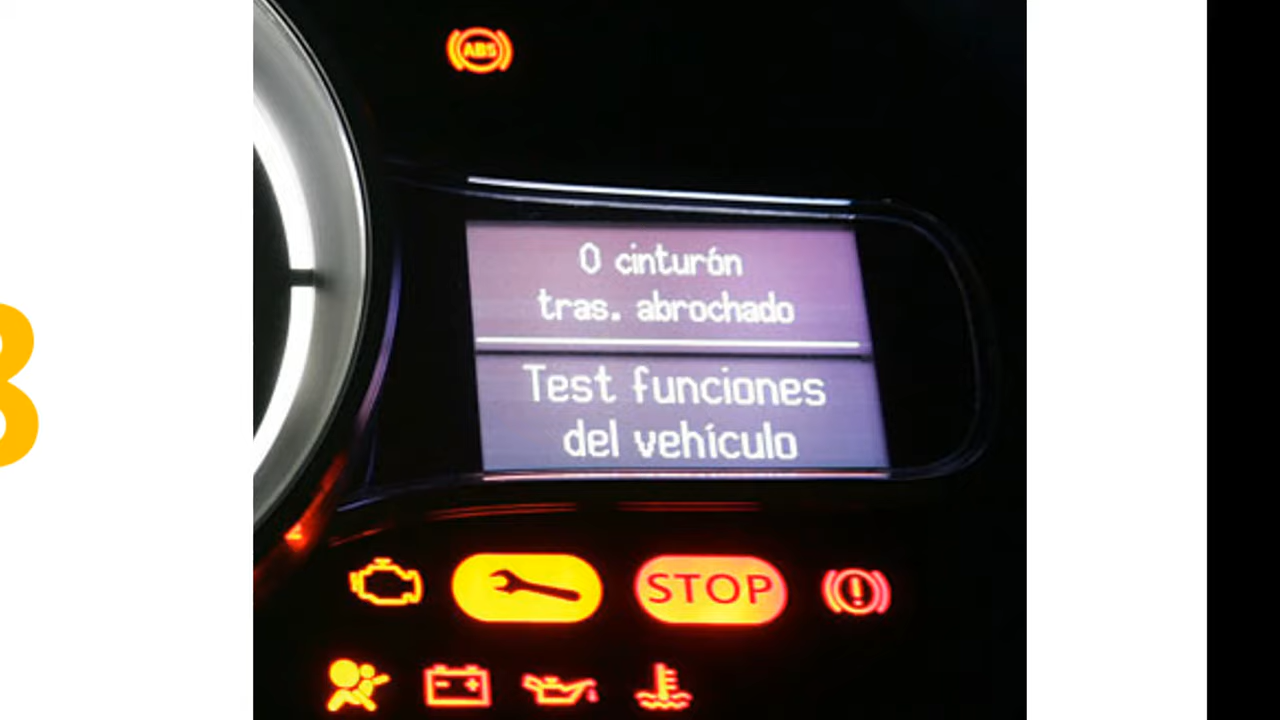 ABS
0 cinturón
tras. abrochado
Test funciones
del vehículo
STOP